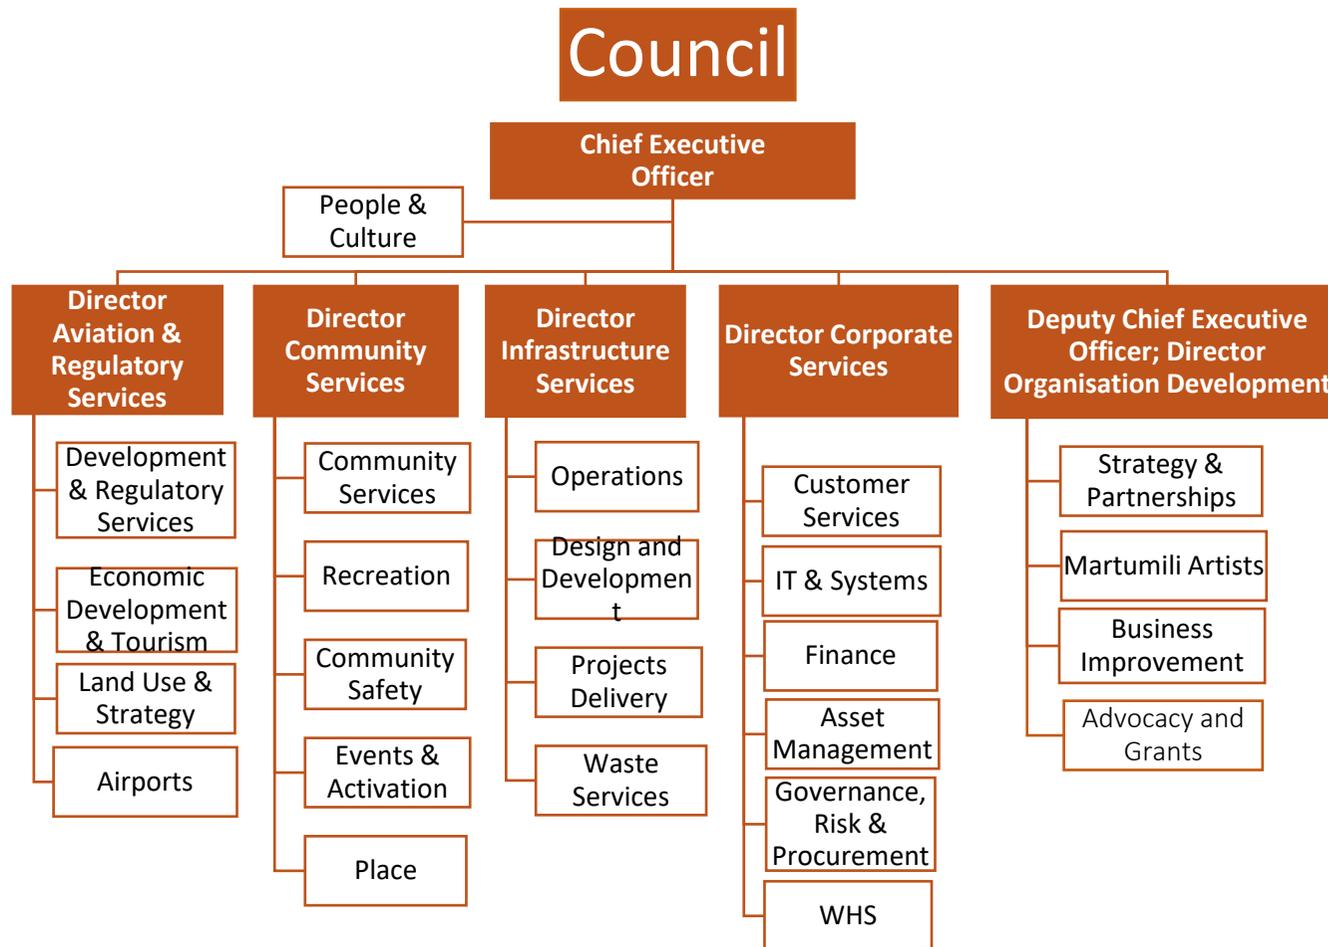 Council
Chief Executive
Officer
People &
Culture
Director
Aviation &
Regulatory
Services
Development
& Regulatory
Services
Economic
Development
& Tourism
Land Use &
Strategy
Airports
Director
Community
Services
Community
Services
Recreation
Community
Safety
Events &
Activation
Place
Director
Infrastructure
Services
Operations
Design and
Developmen
t
Projects
Delivery
Waste
Services
Director Corporate
Services
Customer
Services
IT & Systems
Finance
Asset
Management
Governance,
Risk &
Procurement
WHS
Deputy Chief Executive
Officer; Director
Organisation Development
Strategy &
Partnerships
Martumili Artists
Business
Improvement
Advocacy and
Grants